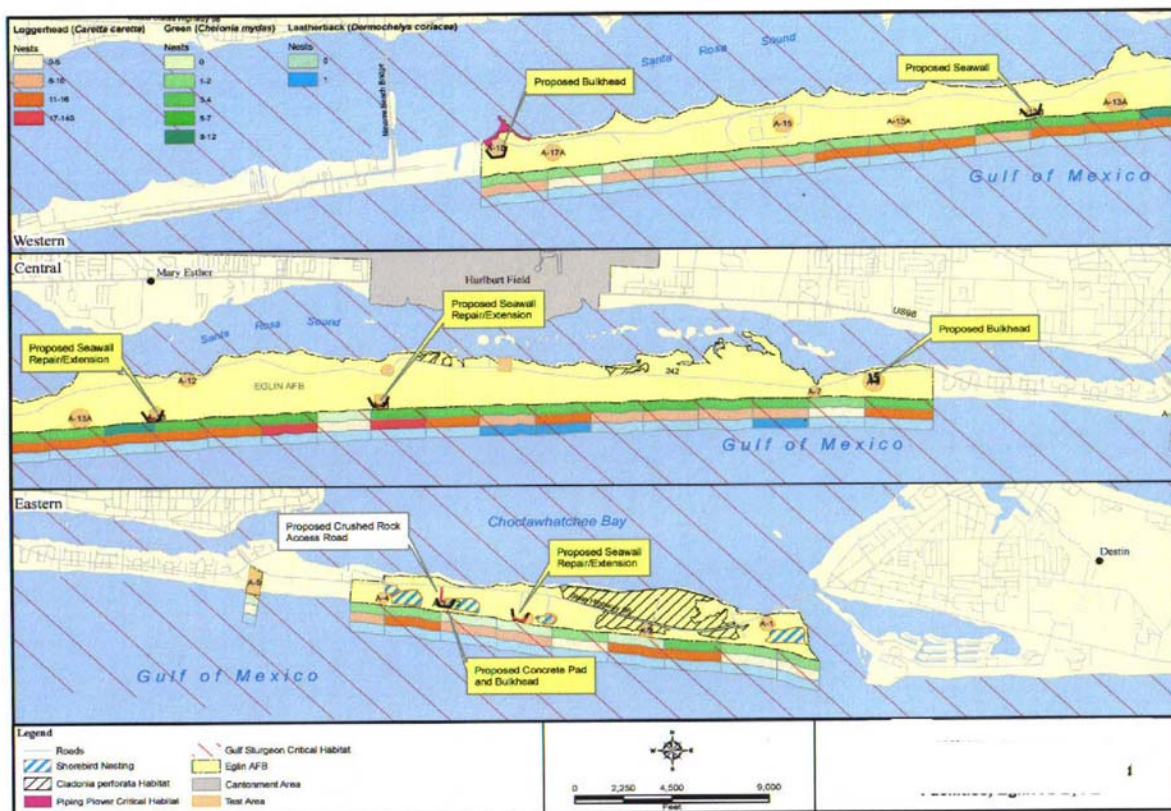 Loggerhead (Caretta caretta)
Nests
0-5
6-10
11-16
17-143
Green (Chelonia mydas)
Nests
0
1-2
3-4
5-7
8-12
Leatherback (Dermochelys coriacea)
Nests
0
1
Navarre Beach Bridge
Santa Rosa Sound
Proposed Bulkhead
Proposed Seawall
A-18
A-17A
A-15
A-13A
A-13A
Gulf of Mexico
Western
Central
Mary Esther
Hurlburt Field
US98
Santa Rosa Sound
Proposed Seawall
Repair/Extension
Proposed Seawall
Repair/Extension
Proposed Bulkhead
A-12
EGLIN AFB
242
A-7
A-13A
Gulf of Mexico
Eastern
Choctawhatchee Bay
Proposed Crushed Rock
Access Road
Proposed Seawall
Repair/Extension
Destin
A-5
A-4
A-1
Gulf of Mexico
Proposed Concrete Pad
and Bulkhead
Legend
Roads
Shorebird Nesting
Cladonia perforata Habitat
Piping Plover Critical Habitat
Gulf Sturgeon Critical Habitat
Eglin AFB
Cantonment Area
Test Area
N
W
E
S
0 2,250 4,500 9,000
Feet
1